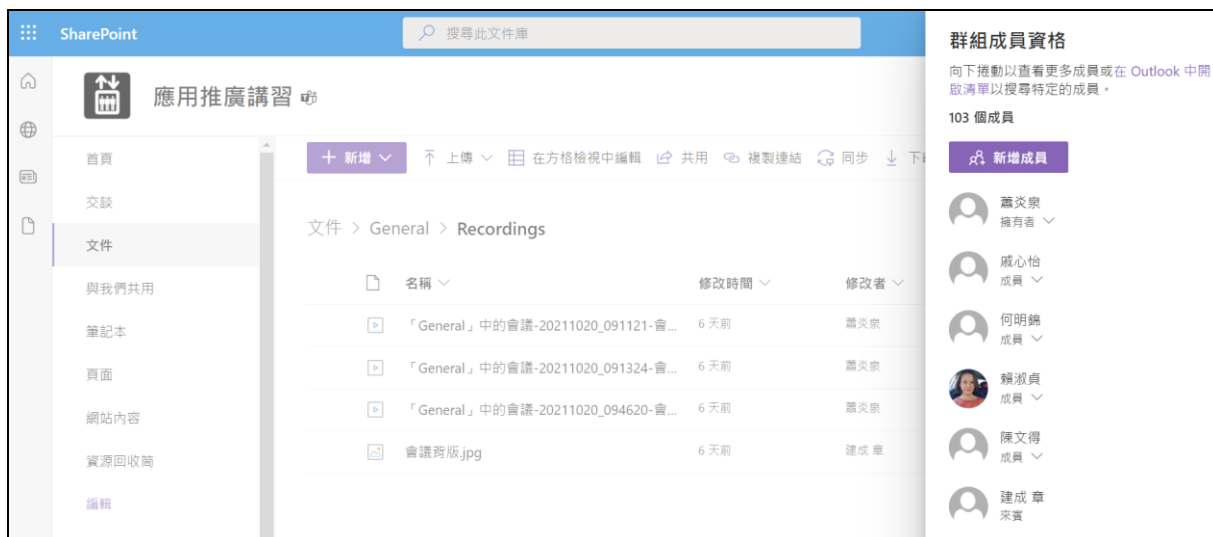 SharePoint
搜尋此文件庫
應用推廣講習
首頁
交談
文件
與我們共用
筆記本
頁面
網站內容
資源回收筒
編輯
新增
上傳
在方格檢視中編輯
共用
複製連結
同步
文件 > General > Recordings
名稱 修改時間 修改者
「General」中的會議-20211020_091121-會... 6 天前 蕭炎泉
「General」中的會議-20211020_091324-會... 6 天前 蕭炎泉
「General」中的會議-20211020_094620-會... 6 天前 蕭炎泉
會議背版.jpg 6 天前 建成 章
群組成員資格
向下捲動以查看更多成員或在 Outlook 中開
啟清單以搜尋特定的成員。
103 個成員
新增成員
蕭炎泉
擁有者
戚心怡
成員
何明錦
成員
賴淑貞
成員
陳文得
成員
建成 章
來賓